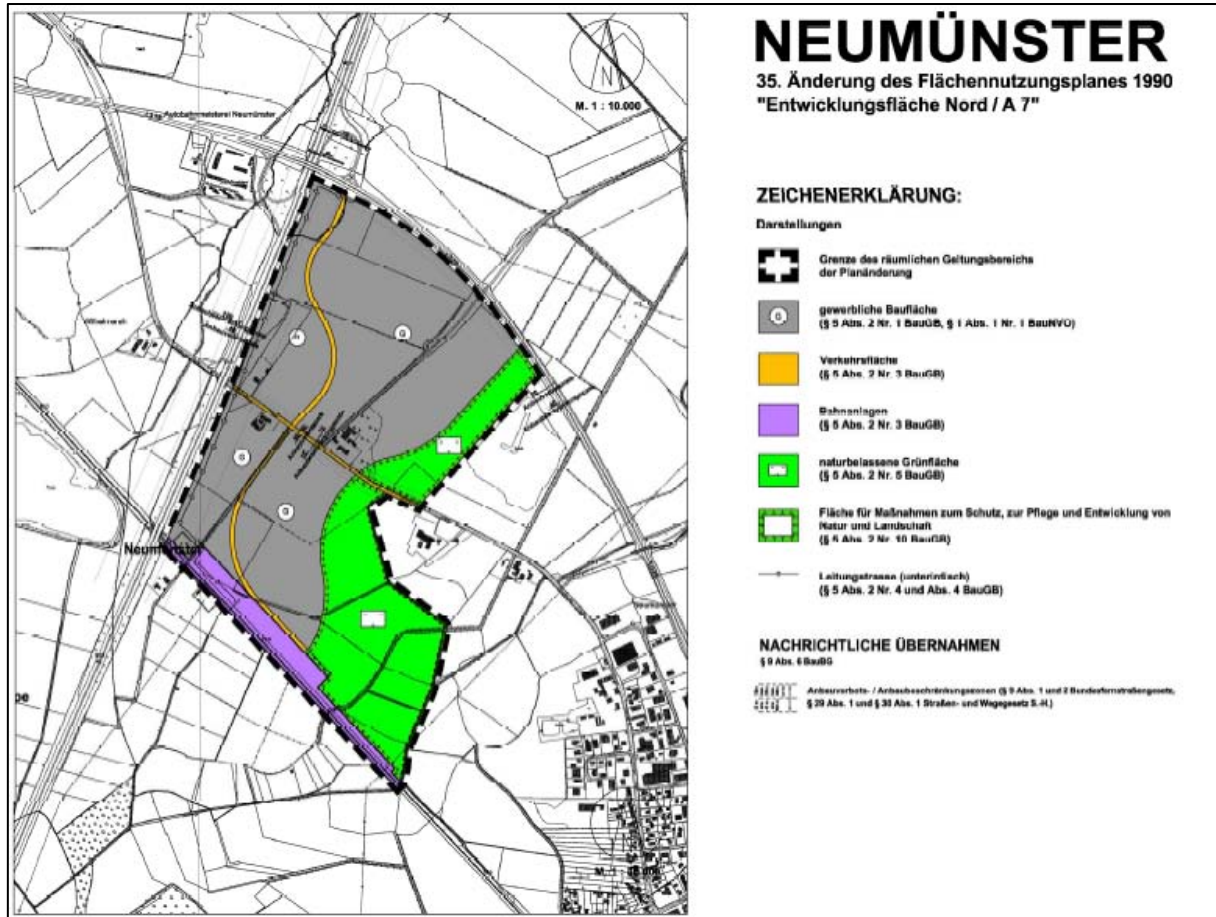 NEUMÜNSTER
35. Änderung des Flächennutzungsplanes 1990
"Entwicklungsfläche Nord / A 7"
ZEICHENERKLÄRUNG:
Darstellungen
Grenze des räumlichen Geltungsbereichs
der Planänderung
G
gewerbliche Baufläche
(§ 5 Abs. 2 Nr. 1 BauGB, § 1 Abs. 1 Nr. 1 BauNVO)
Verkehrsfläche
(§ 5 Abs. 2 Nr. 3 BauGB)
Bahnanlagen
(§ 5 Abs. 2 Nr. 3 BauGB)
naturbelassene Grünfläche
(§ 5 Abs. 2 Nr. 5 BauGB)
Fläche für Maßnahmen zum Schutz, zur Pflege und Entwicklung von
Natur und Landschaft
(§ 5 Abs. 2 Nr. 10 BauGB)
Leitungstrasse (unterirdisch)
(§ 5 Abs. 2 Nr. 4 und Abs. 4 BauGB)
NACHRICHTLICHE ÜBERNAHMEN
Anbauverbots- / Anbaubeschränkungszonen (§ 9 Abs. 1 und 2 Bundesfernstraßengesetz,
§ 29 Abs. 1 und § 30 Abs. 1 Straßen- und Wegegesetz S.-H.)
N
M. 1 : 10.000
Autobahnmeisterei Neumünster
G
G
G
Neumünster